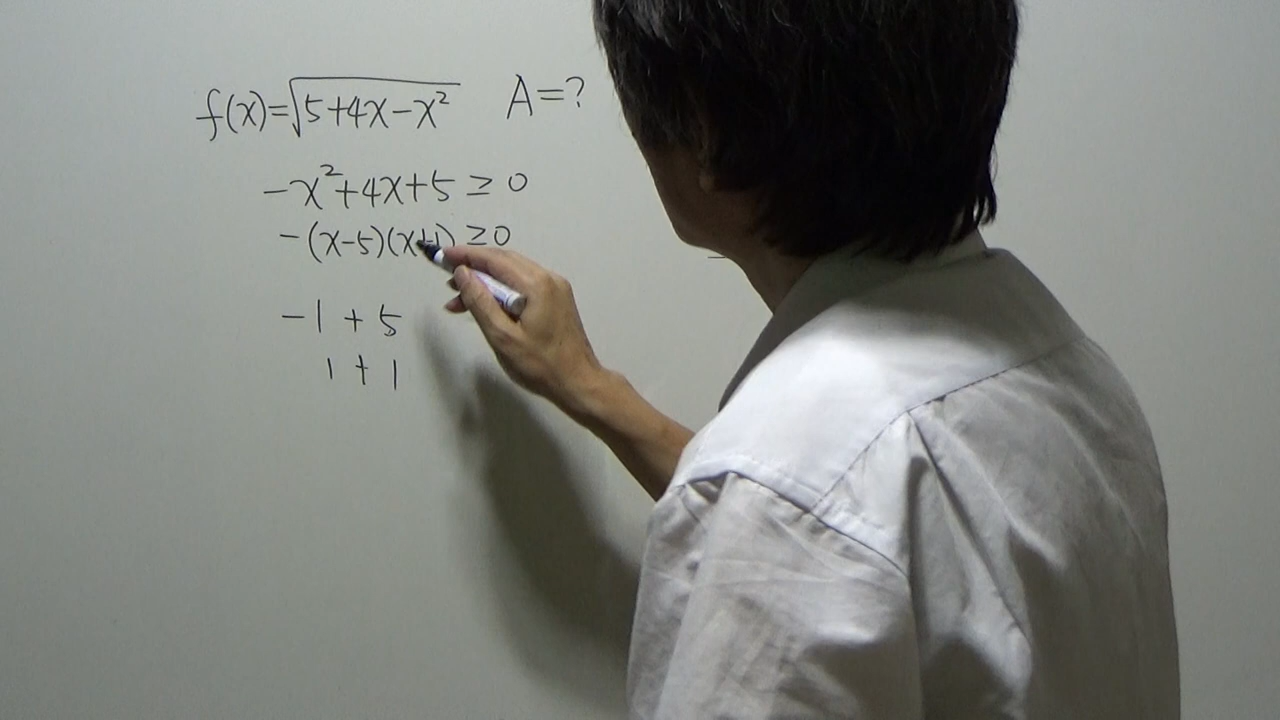 f(x)=√(5+4x-x²) A=?
-x²+4x+5 ≥ 0
-(x-5)(x+1) ≥0
-1 + 5
1 + 1